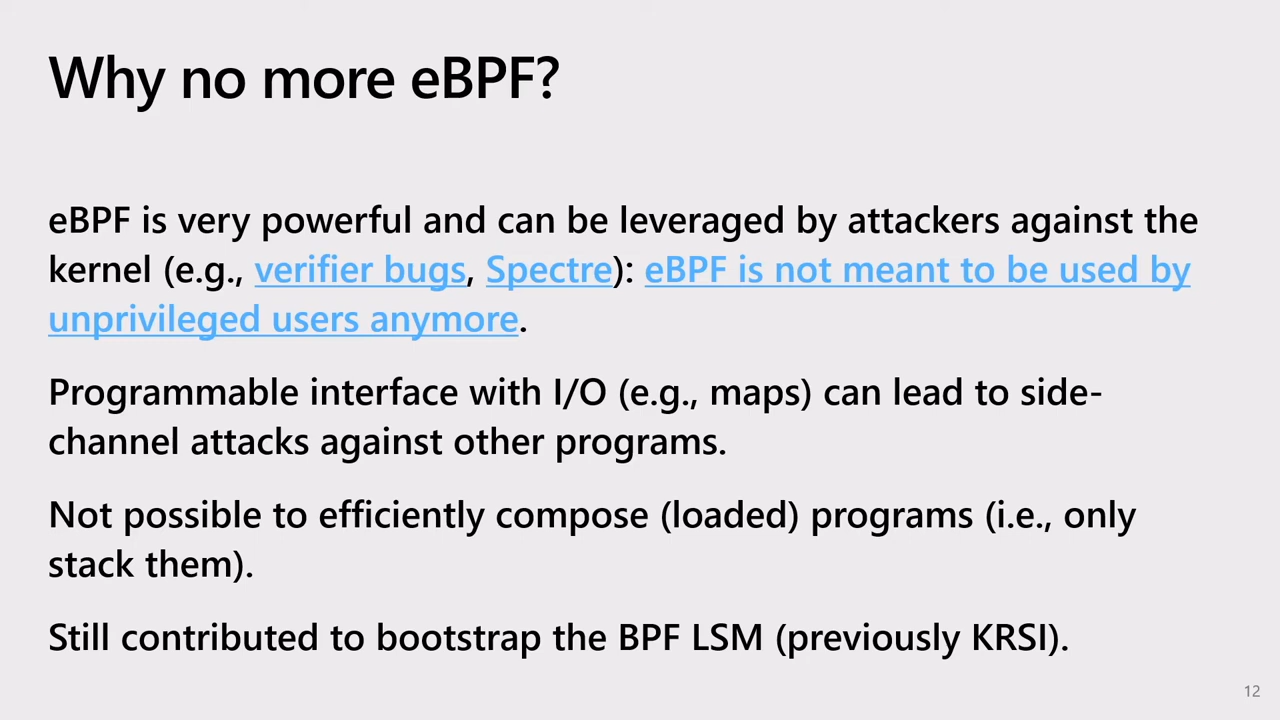 Why no more eBPF?
eBPF is very powerful and can be leveraged by attackers against the
kernel (e.g., verifier bugs, Spectre): eBPF is not meant to be used by
unprivileged users anymore.
Programmable interface with I/O (e.g., maps) can lead to side-
channel attacks against other programs.
Not possible to efficiently compose (loaded) programs (i.e., only
stack them).
Still contributed to bootstrap the BPF LSM (previously KRSI).
12